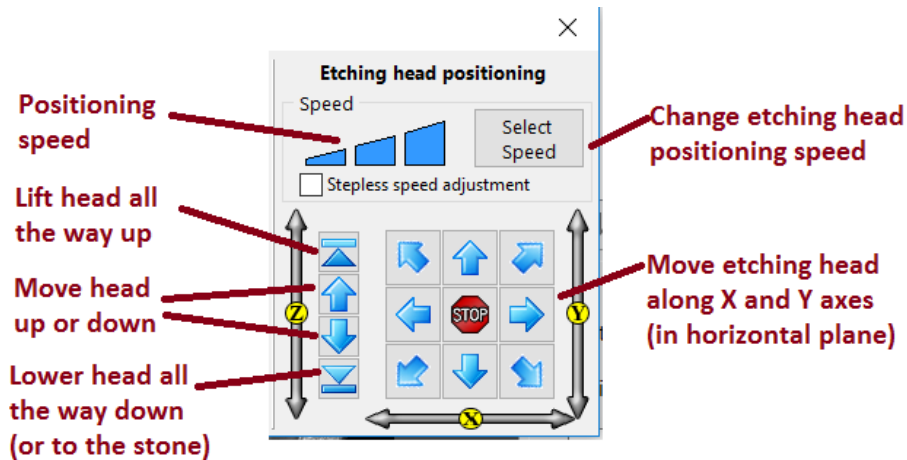 Etching head positioning
Speed
Select
Speed
Stepless speed adjustment
Positioning
speed
Change etching head
positioning speed
Lift head all
the way up
Move head
up or down
Lower head all
the way down
(or to the stone)
Move etching head
along X and Y axes
(in horizontal plane)
STOP
Z
Y
X